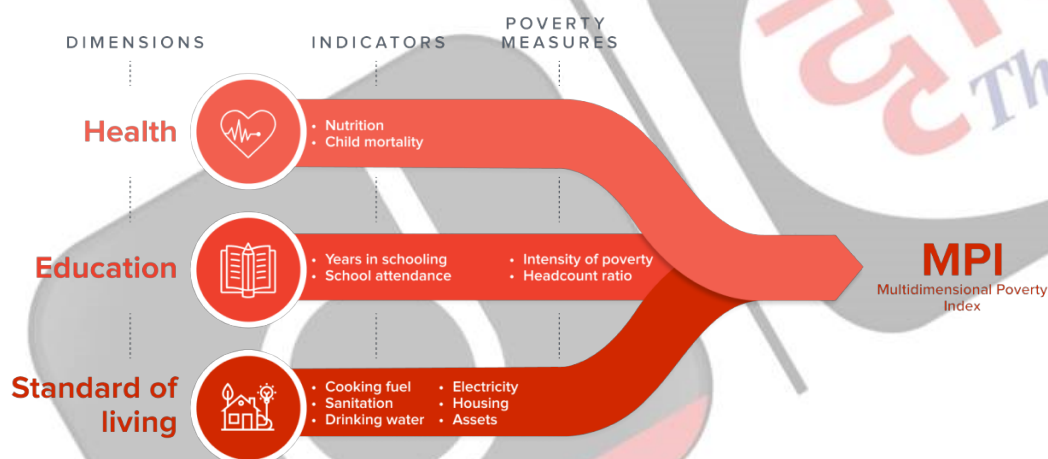 DIMENSIONS
INDICATORS
POVERTY
MEASURES
Health
• Nutrition
• Child mortality
Education
• Years in schooling
• School attendance
• Intensity of poverty
• Headcount ratio
Standard of
living
• Cooking fuel
• Sanitation
• Drinking water
• Electricity
• Housing
• Assets
MPI
Multidimensional Poverty
Index